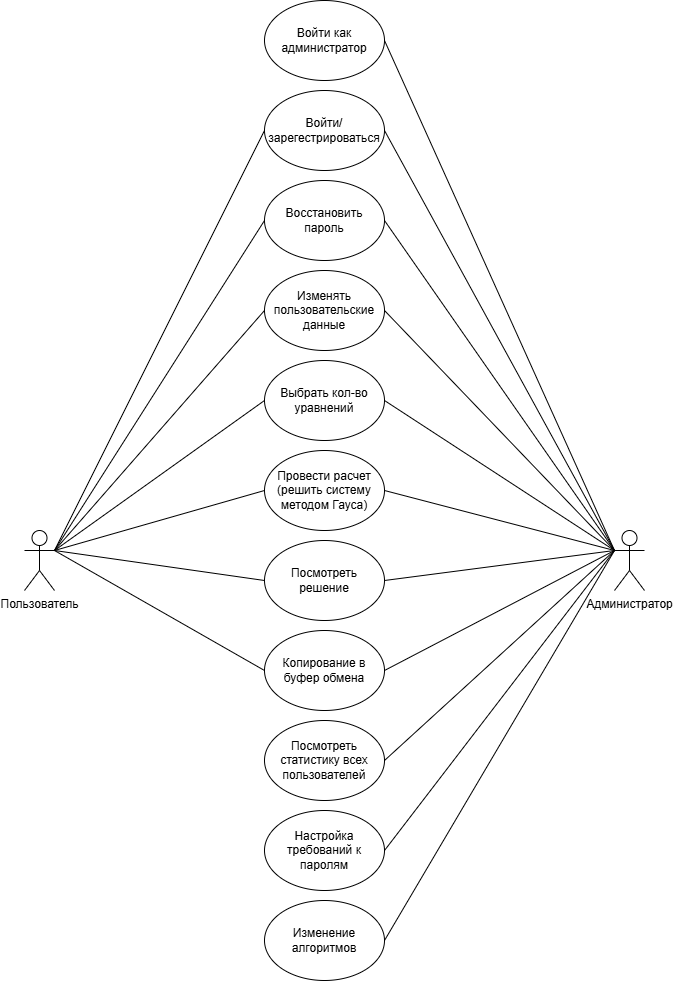 Войти как
администратор
Войти/
зарегестрироваться
Восстановить
пароль
Изменять
пользовательские
данные
Выбрать кол-во
уравнений
Провести расчет
(решить систему
методом Гауса)
Посмотреть
решение
Пользователь
Администратор
Копирование в
буфер обмена
Посмотреть
статистику всех
пользователей
Настройка
требований к
паролям
Изменение
алгоритмов